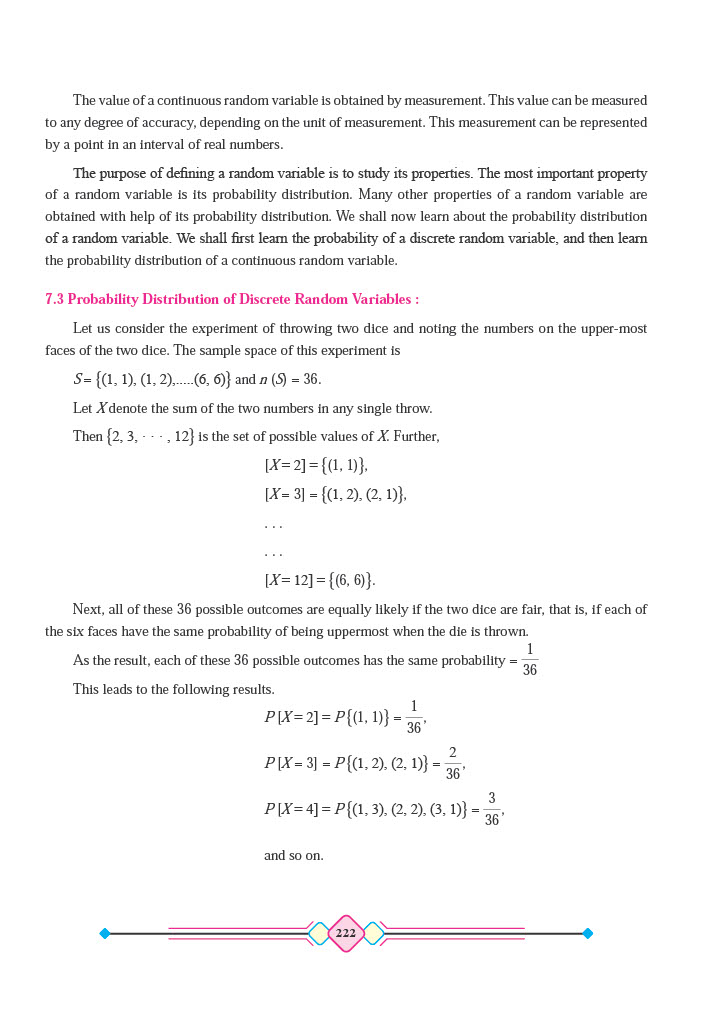 The value of a continuous random variable is obtained by measurement. This value can be measured
to any degree of accuracy, depending on the unit of measurement. This measurement can be represented
by a point in an interval of real numbers.
The purpose of defining a random variable is to study its properties. The most important property
of a random variable is its probability distribution. Many other properties of a random variable are
obtained with help of its probability distribution. We shall now learn about the probability distribution
of a random variable. We shall first learn the probability of a discrete random variable, and then learn
the probability distribution of a continuous random variable.
7.3 Probability Distribution of Discrete Random Variables :
Let us consider the experiment of throwing two dice and noting the numbers on the upper-most
faces of the two dice. The sample space of this experiment is
S = {(1, 1), (1, 2),.....(6, 6)} and n (S) = 36.
Let X denote the sum of the two numbers in any single throw.
Then {2, 3, · · · , 12} is the set of possible values of X. Further,
[X = 2] = {(1, 1)},
[X = 3] = {(1, 2), (2, 1)},
. . .
. . .
[X = 12] = {(6, 6)}.
Next, all of these 36 possible outcomes are equally likely if the two dice are fair, that is, if each of
the six faces have the same probability of being uppermost when the die is thrown.
As the result, each of these 36 possible outcomes has the same probability = 1/36
This leads to the following results.
P [X = 2] = P{(1, 1)} = 1/36,
P [X = 3] = P{(1, 2), (2, 1)} = 2/36,
P [X = 4] = P{(1, 3), (2, 2), (3, 1)} = 3/36,
and so on.
222